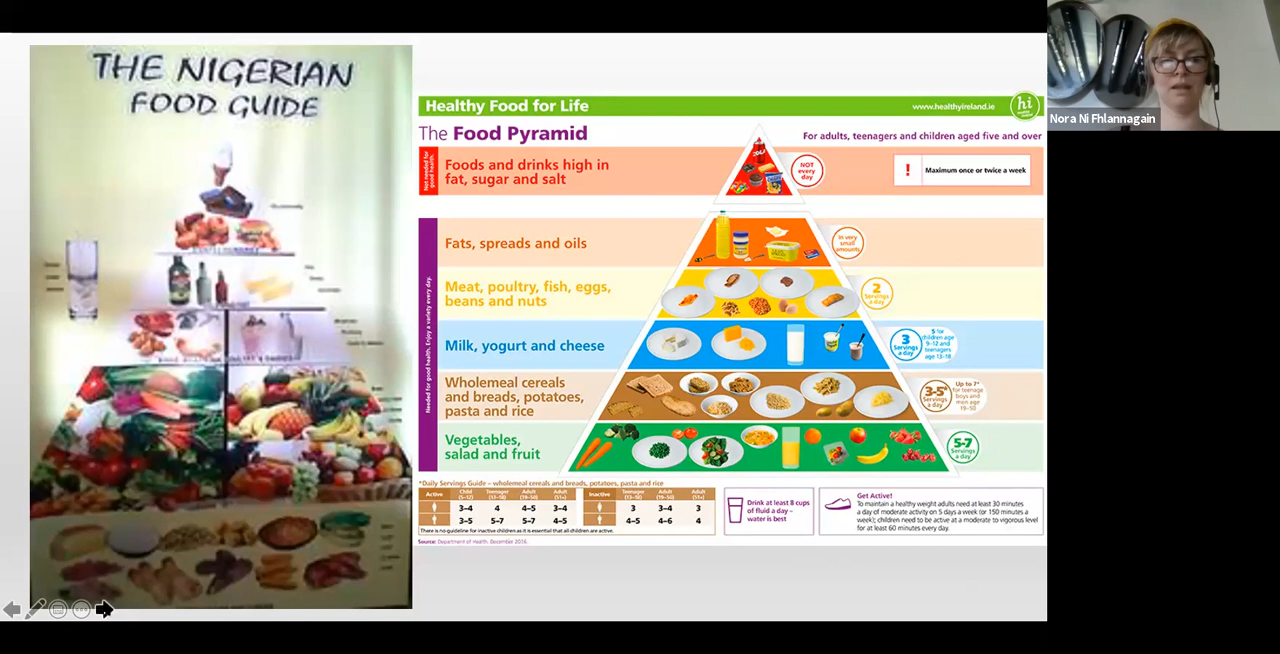 THE NIGERIAN
FOOD GUIDE
Healthy Food for Life
www.healthyireland.ie
hi
The Food Pyramid
For adults, teenagers and children aged five and over
Not needed for
good health.
Foods and drinks high in
fat, sugar and salt
NOT
every
day
!
Maximum once or twice a week
Needed for good health. Enjoy a variety every day.
Fats, spreads and oils
In very
small
amounts
Meat, poultry, fish, eggs,
beans and nuts
2
Servings
a day
Milk, yogurt and cheese
3
Servings
a day
5 for
children age
9–12 and
teenagers
age 13–18
Wholemeal cereals
and breads, potatoes,
pasta and rice
3-5*
Servings
a day
Up to 7*
for teenage
boys and
men age
19–50
Vegetables,
salad and fruit
5-7
Servings
a day
*Daily Servings Guide – wholemeal cereals and breads, potatoes, pasta and rice
Active Child (5–12) Teenager (13–18) Adult (19–50) Adult (51+) Inactive Teenager (13–18) Adult (19–50) Adult (51+)
3–4 4 4–5 3–4 3 3–4 3
3–5 5–7 5–7 4–5 4–5 4–6 4
There is no guideline for inactive children as it is essential that all children are active.
Drink at least 8 cups
of fluid a day –
water is best
Get Active!
To maintain a healthy weight adults need at least 30 minutes
a day of moderate activity on 5 days a week (or 150 minutes a
week); children need to be active at a moderate to vigorous level
for at least 60 minutes every day.
Source: Department of Health. December 2016.
Nora Ni Fhlannagain